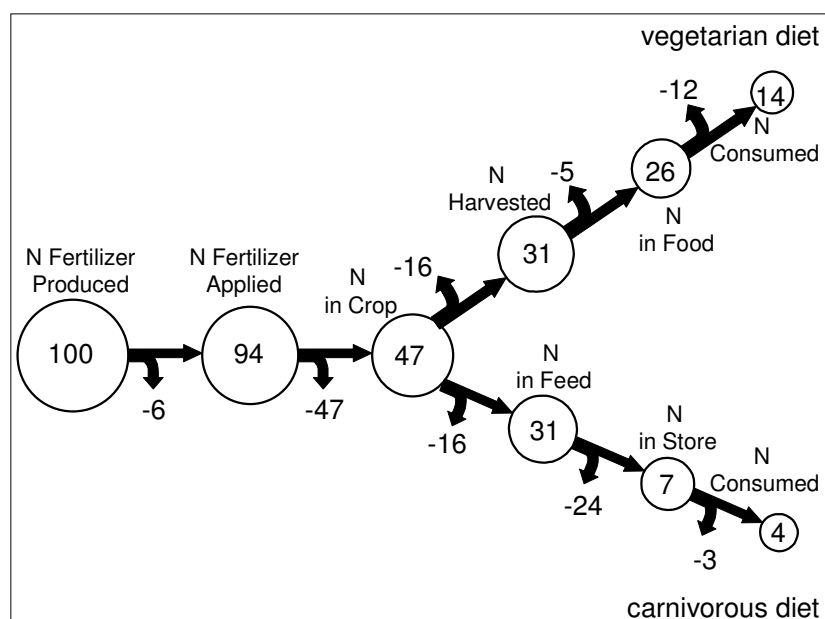 vegetarian diet
-12
14
N
Consumed
26
N
in Food
-5
N
Harvested
31
-16
N Fertilizer
Produced
100
-6
N Fertilizer
Applied
94
-47
N
in Crop
47
-16
N
in Feed
31
-24
N
in Store
7
-3
N
Consumed
4
carnivorous diet